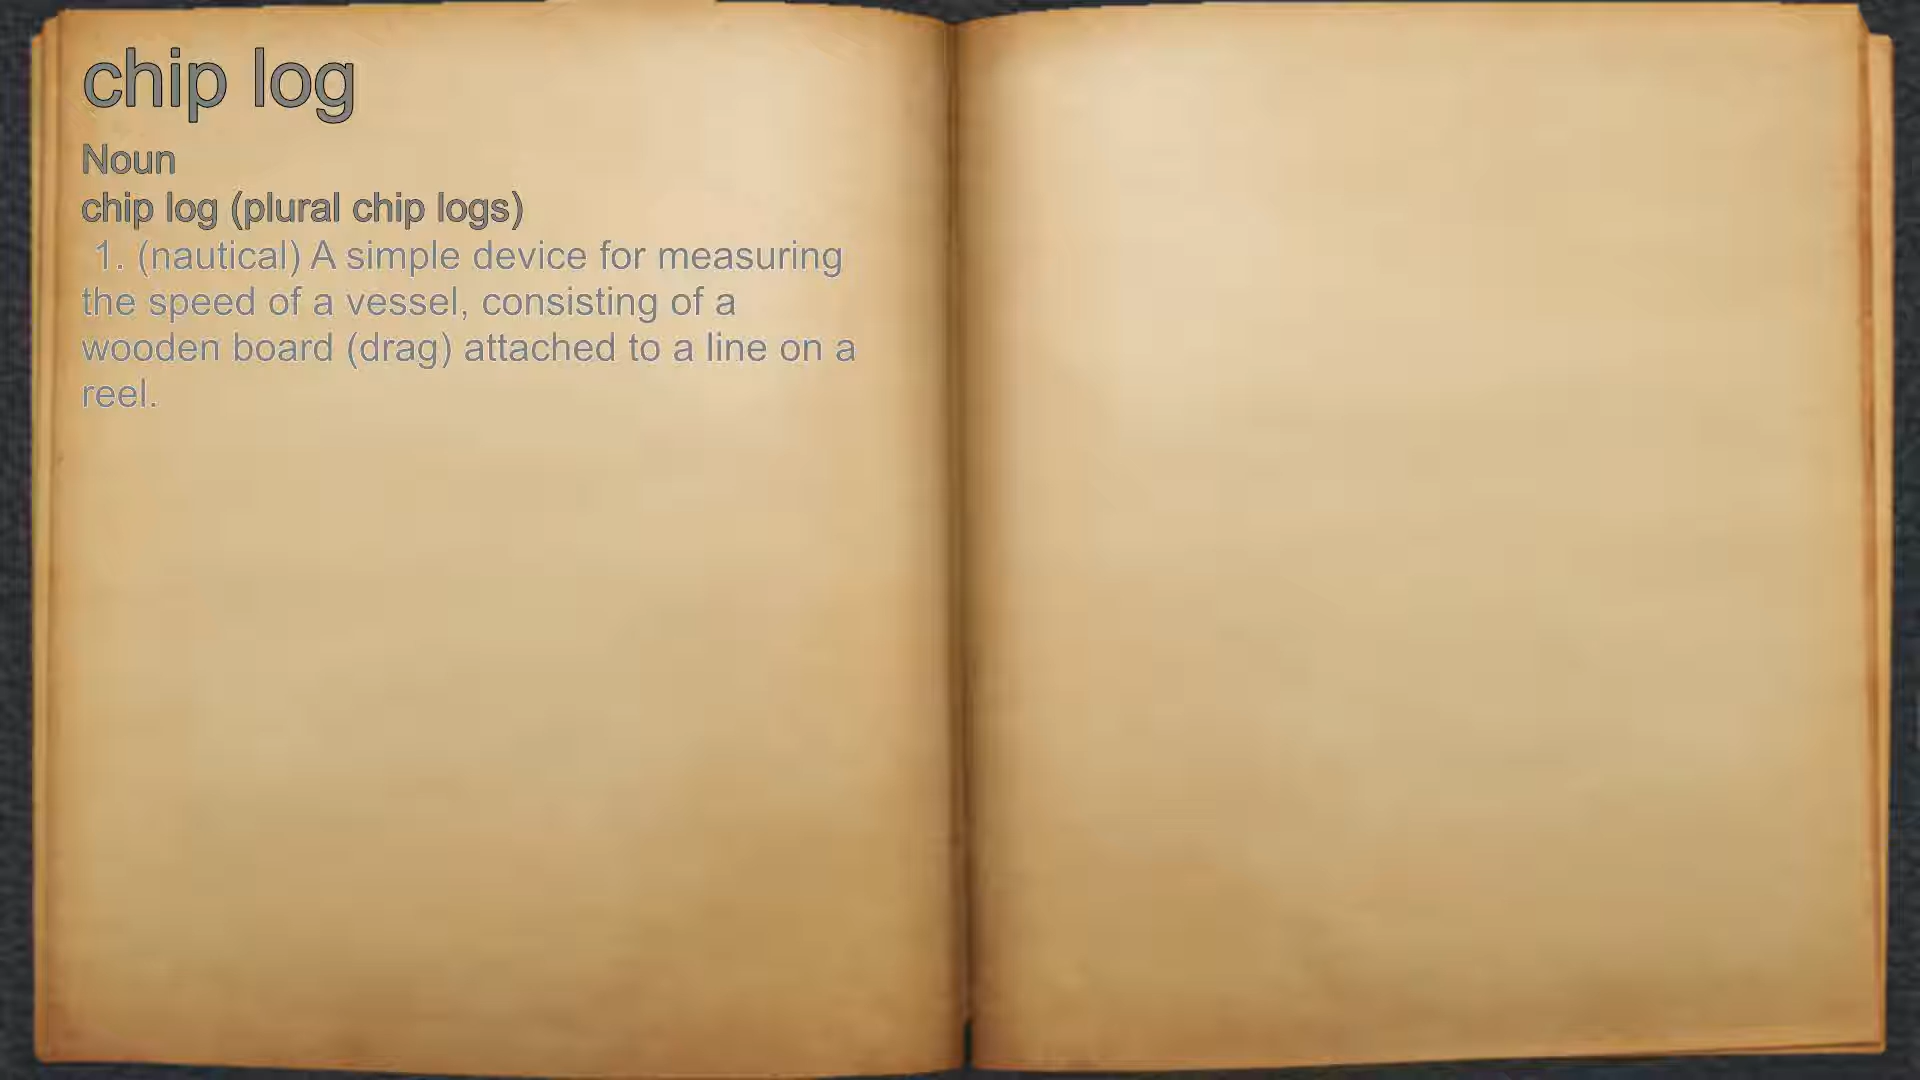 chip log
Noun
chip log (plural chip logs)
1. (nautical) A simple device for measuring
the speed of a vessel, consisting of a
wooden board (drag) attached to a line on a
reel.